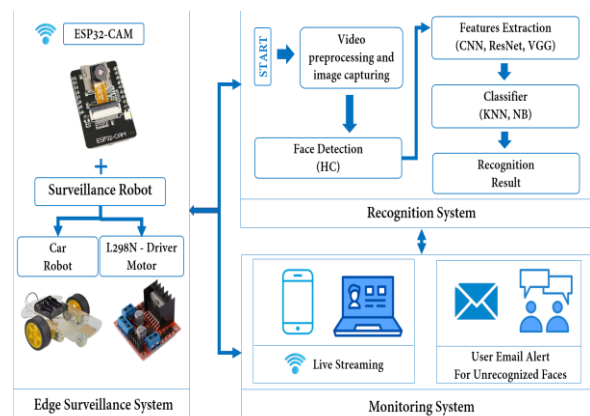 ESP32-CAM
ESP32-CAM
+
Surveillance Robot
Car
Robot
L298N - Driver
Motor
Edge Surveillance System
START
Video
preprocessing and
image capturing
Face Detection
(HC)
Features Extraction
(CNN, ResNet, VGG)
Classifier
(KNN, NB)
Recognition
Result
Recognition System
Live Streaming
User Email Alert
For Unrecognized Faces
Monitoring System